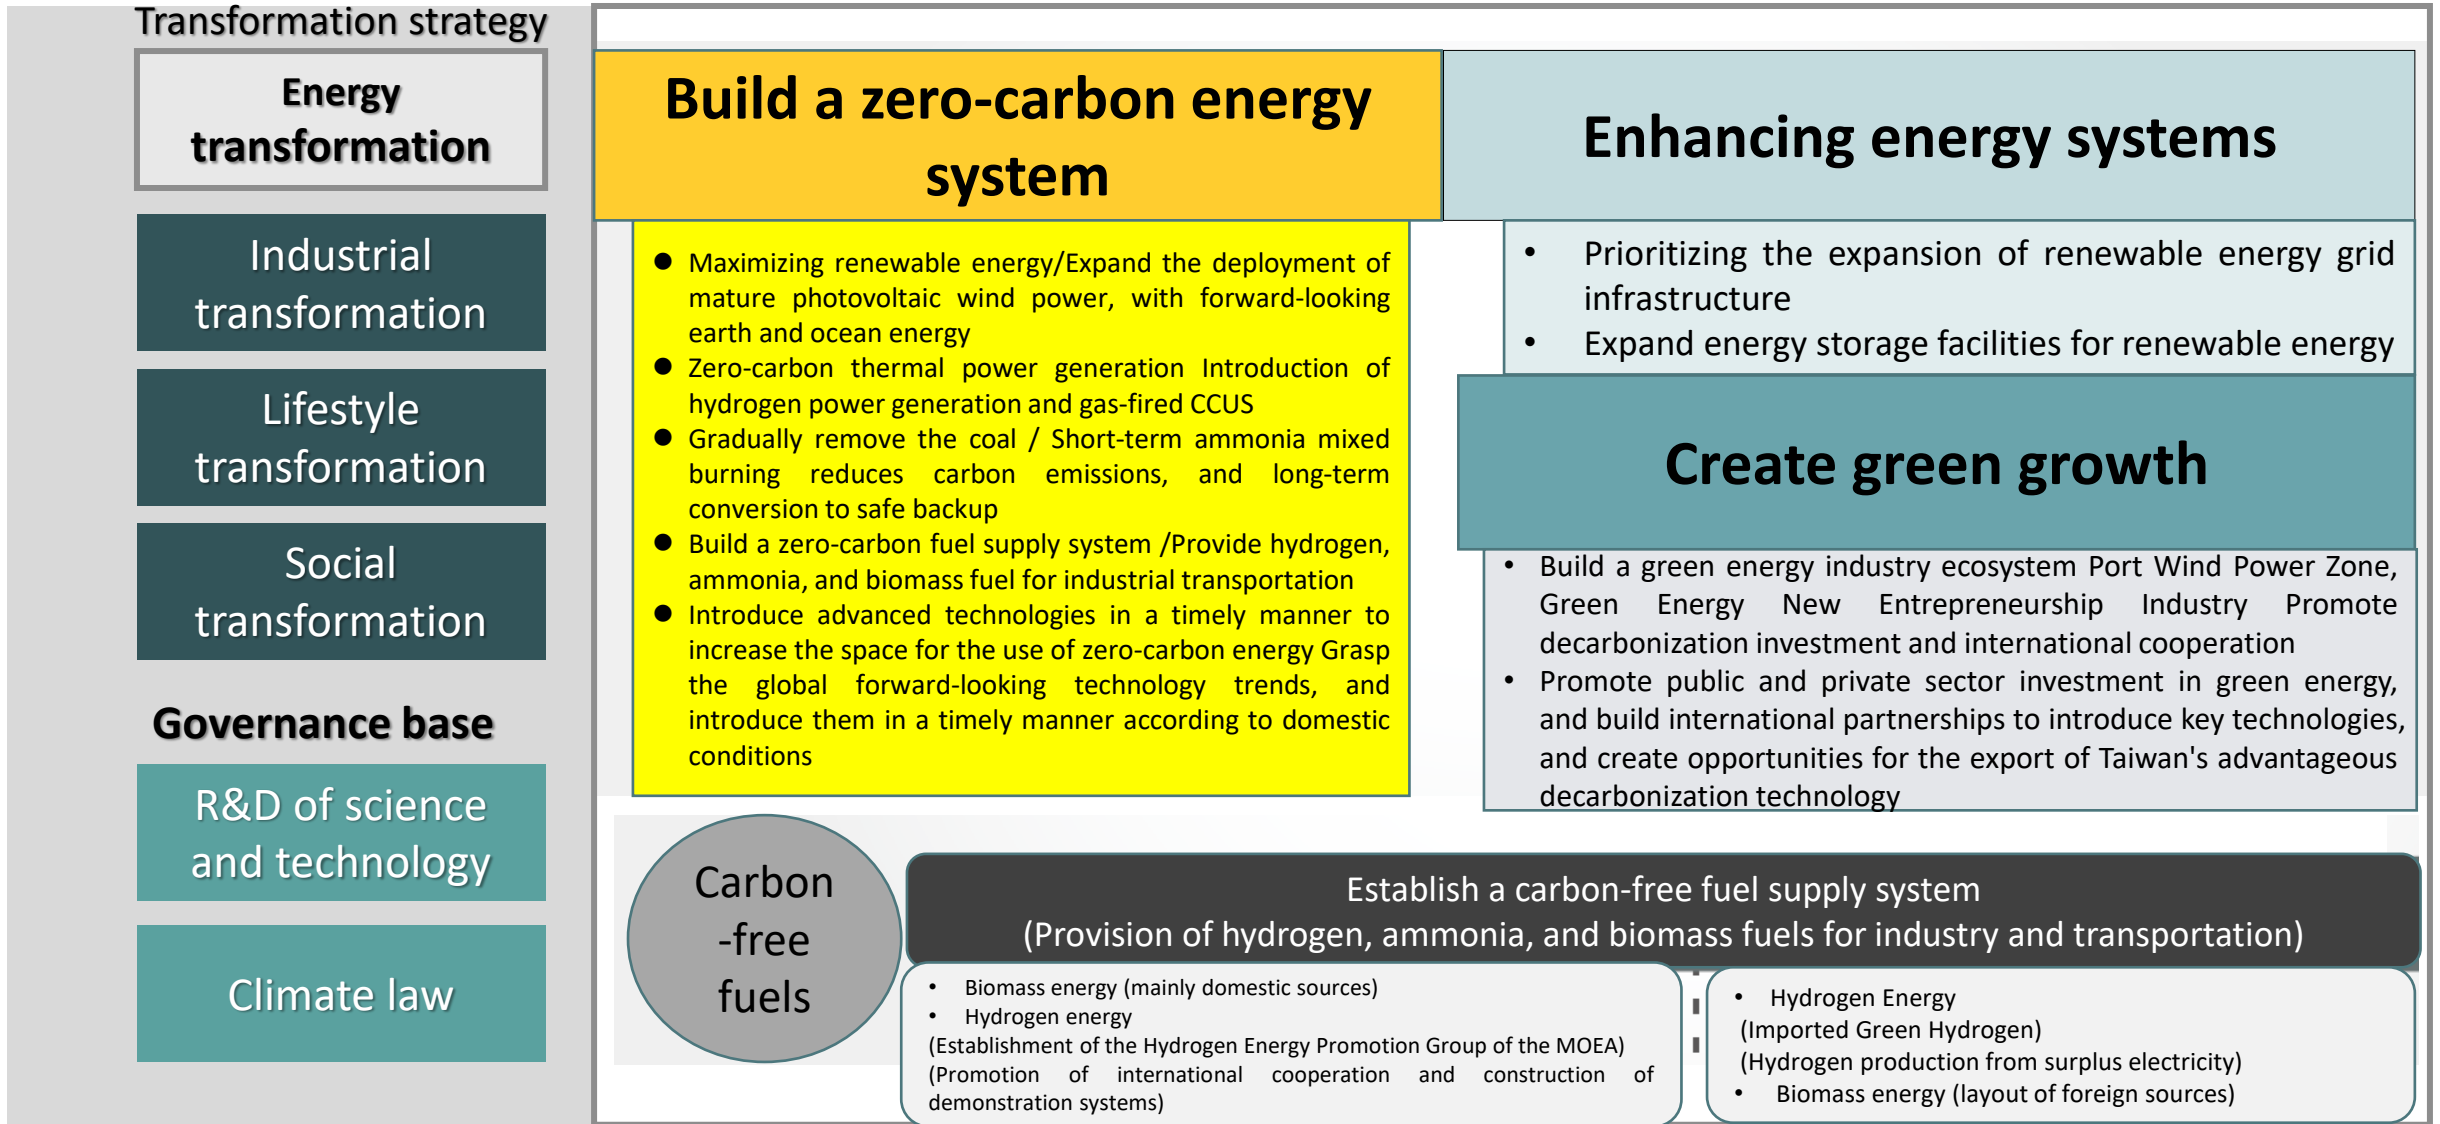 Transformation strategy
Energy
transformation
Industrial
transformation
Lifestyle
transformation
Social
transformation
Governance base
R&D of science
and technology
Climate law
Build a zero-carbon energy
system
● Maximizing renewable energy/Expand the deployment of
mature photovoltaic wind power, with forward-looking
earth and ocean energy
● Zero-carbon thermal power generation Introduction of
hydrogen power generation and gas-fired CCUS
● Gradually remove the coal / Short-term ammonia mixed
burning reduces carbon emissions, and long-term
conversion to safe backup
● Build a zero-carbon fuel supply system /Provide hydrogen,
ammonia, and biomass fuel for industrial transportation
● Introduce advanced technologies in a timely manner to
increase the space for the use of zero-carbon energy Grasp
the global forward-looking technology trends, and
introduce them in a timely manner according to domestic
conditions
Enhancing energy systems
• Prioritizing the expansion of renewable energy grid
infrastructure
• Expand energy storage facilities for renewable energy
Create green growth
• Build a green energy industry ecosystem Port Wind Power Zone,
Green Energy New Entrepreneurship Industry Promote
decarbonization investment and international cooperation
• Promote public and private sector investment in green energy,
and build international partnerships to introduce key technologies,
and create opportunities for the export of Taiwan's advantageous
decarbonization technology
Carbon
-free
fuels
Establish a carbon-free fuel supply system
(Provision of hydrogen, ammonia, and biomass fuels for industry and transportation)
• Biomass energy (mainly domestic sources)
• Hydrogen energy
(Establishment of the Hydrogen Energy Promotion Group of the MOEA)
(Promotion of international cooperation and construction of
demonstration systems)
• Hydrogen Energy
(Imported Green Hydrogen)
(Hydrogen production from surplus electricity)
• Biomass energy (layout of foreign sources)